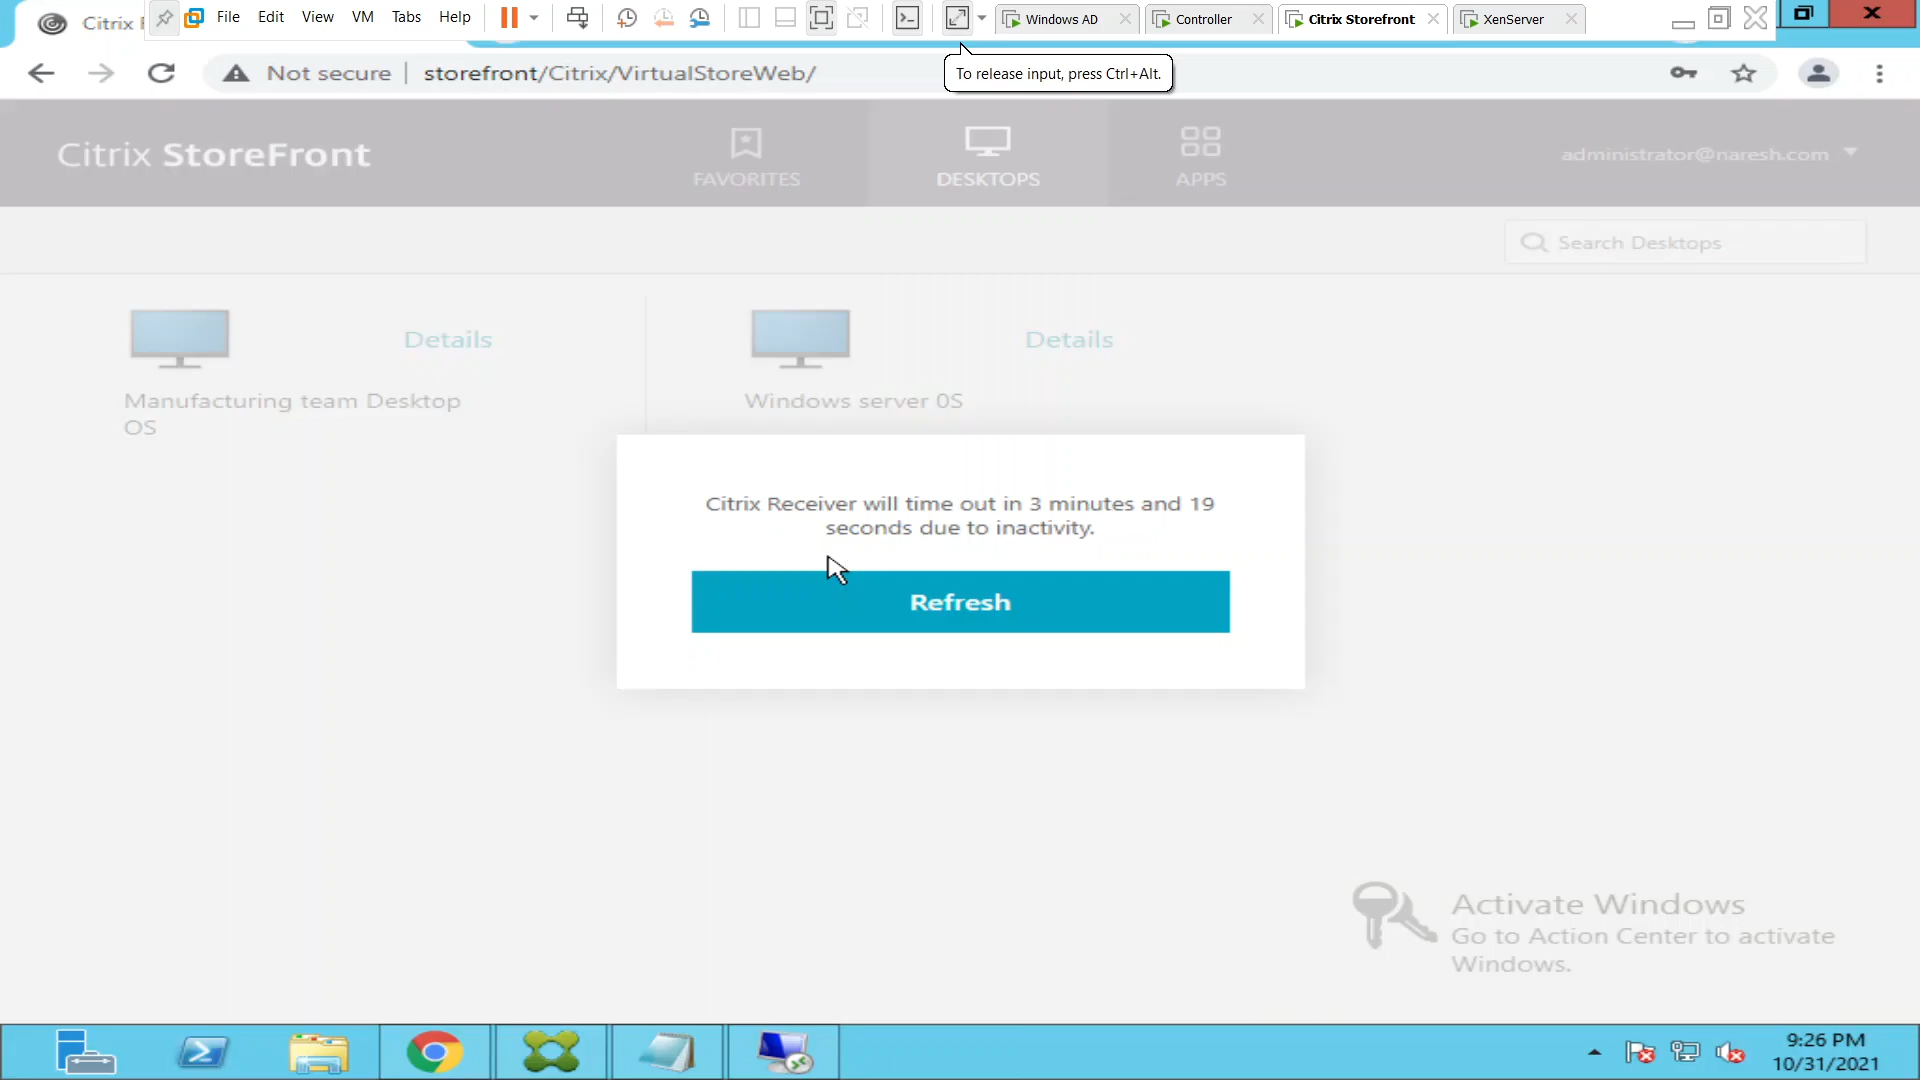 Citrix
File Edit View VM Tabs Help
Windows AD
Controller
Citrix Storefront
XenServer
Not secure | storefront/Citrix/VirtualStoreWeb/
To release input, press Ctrl+Alt.
Citrix StoreFront
FAVORITES
DESKTOPS
APPS
administrator@naresh.com
Search Desktops
Details
Manufacturing team Desktop
OS
Details
Windows server 0S
Citrix Receiver will time out in 3 minutes and 19
seconds due to inactivity.
Refresh
Activate Windows
Go to Action Center to activate
Windows.
9:26 PM
10/31/2021